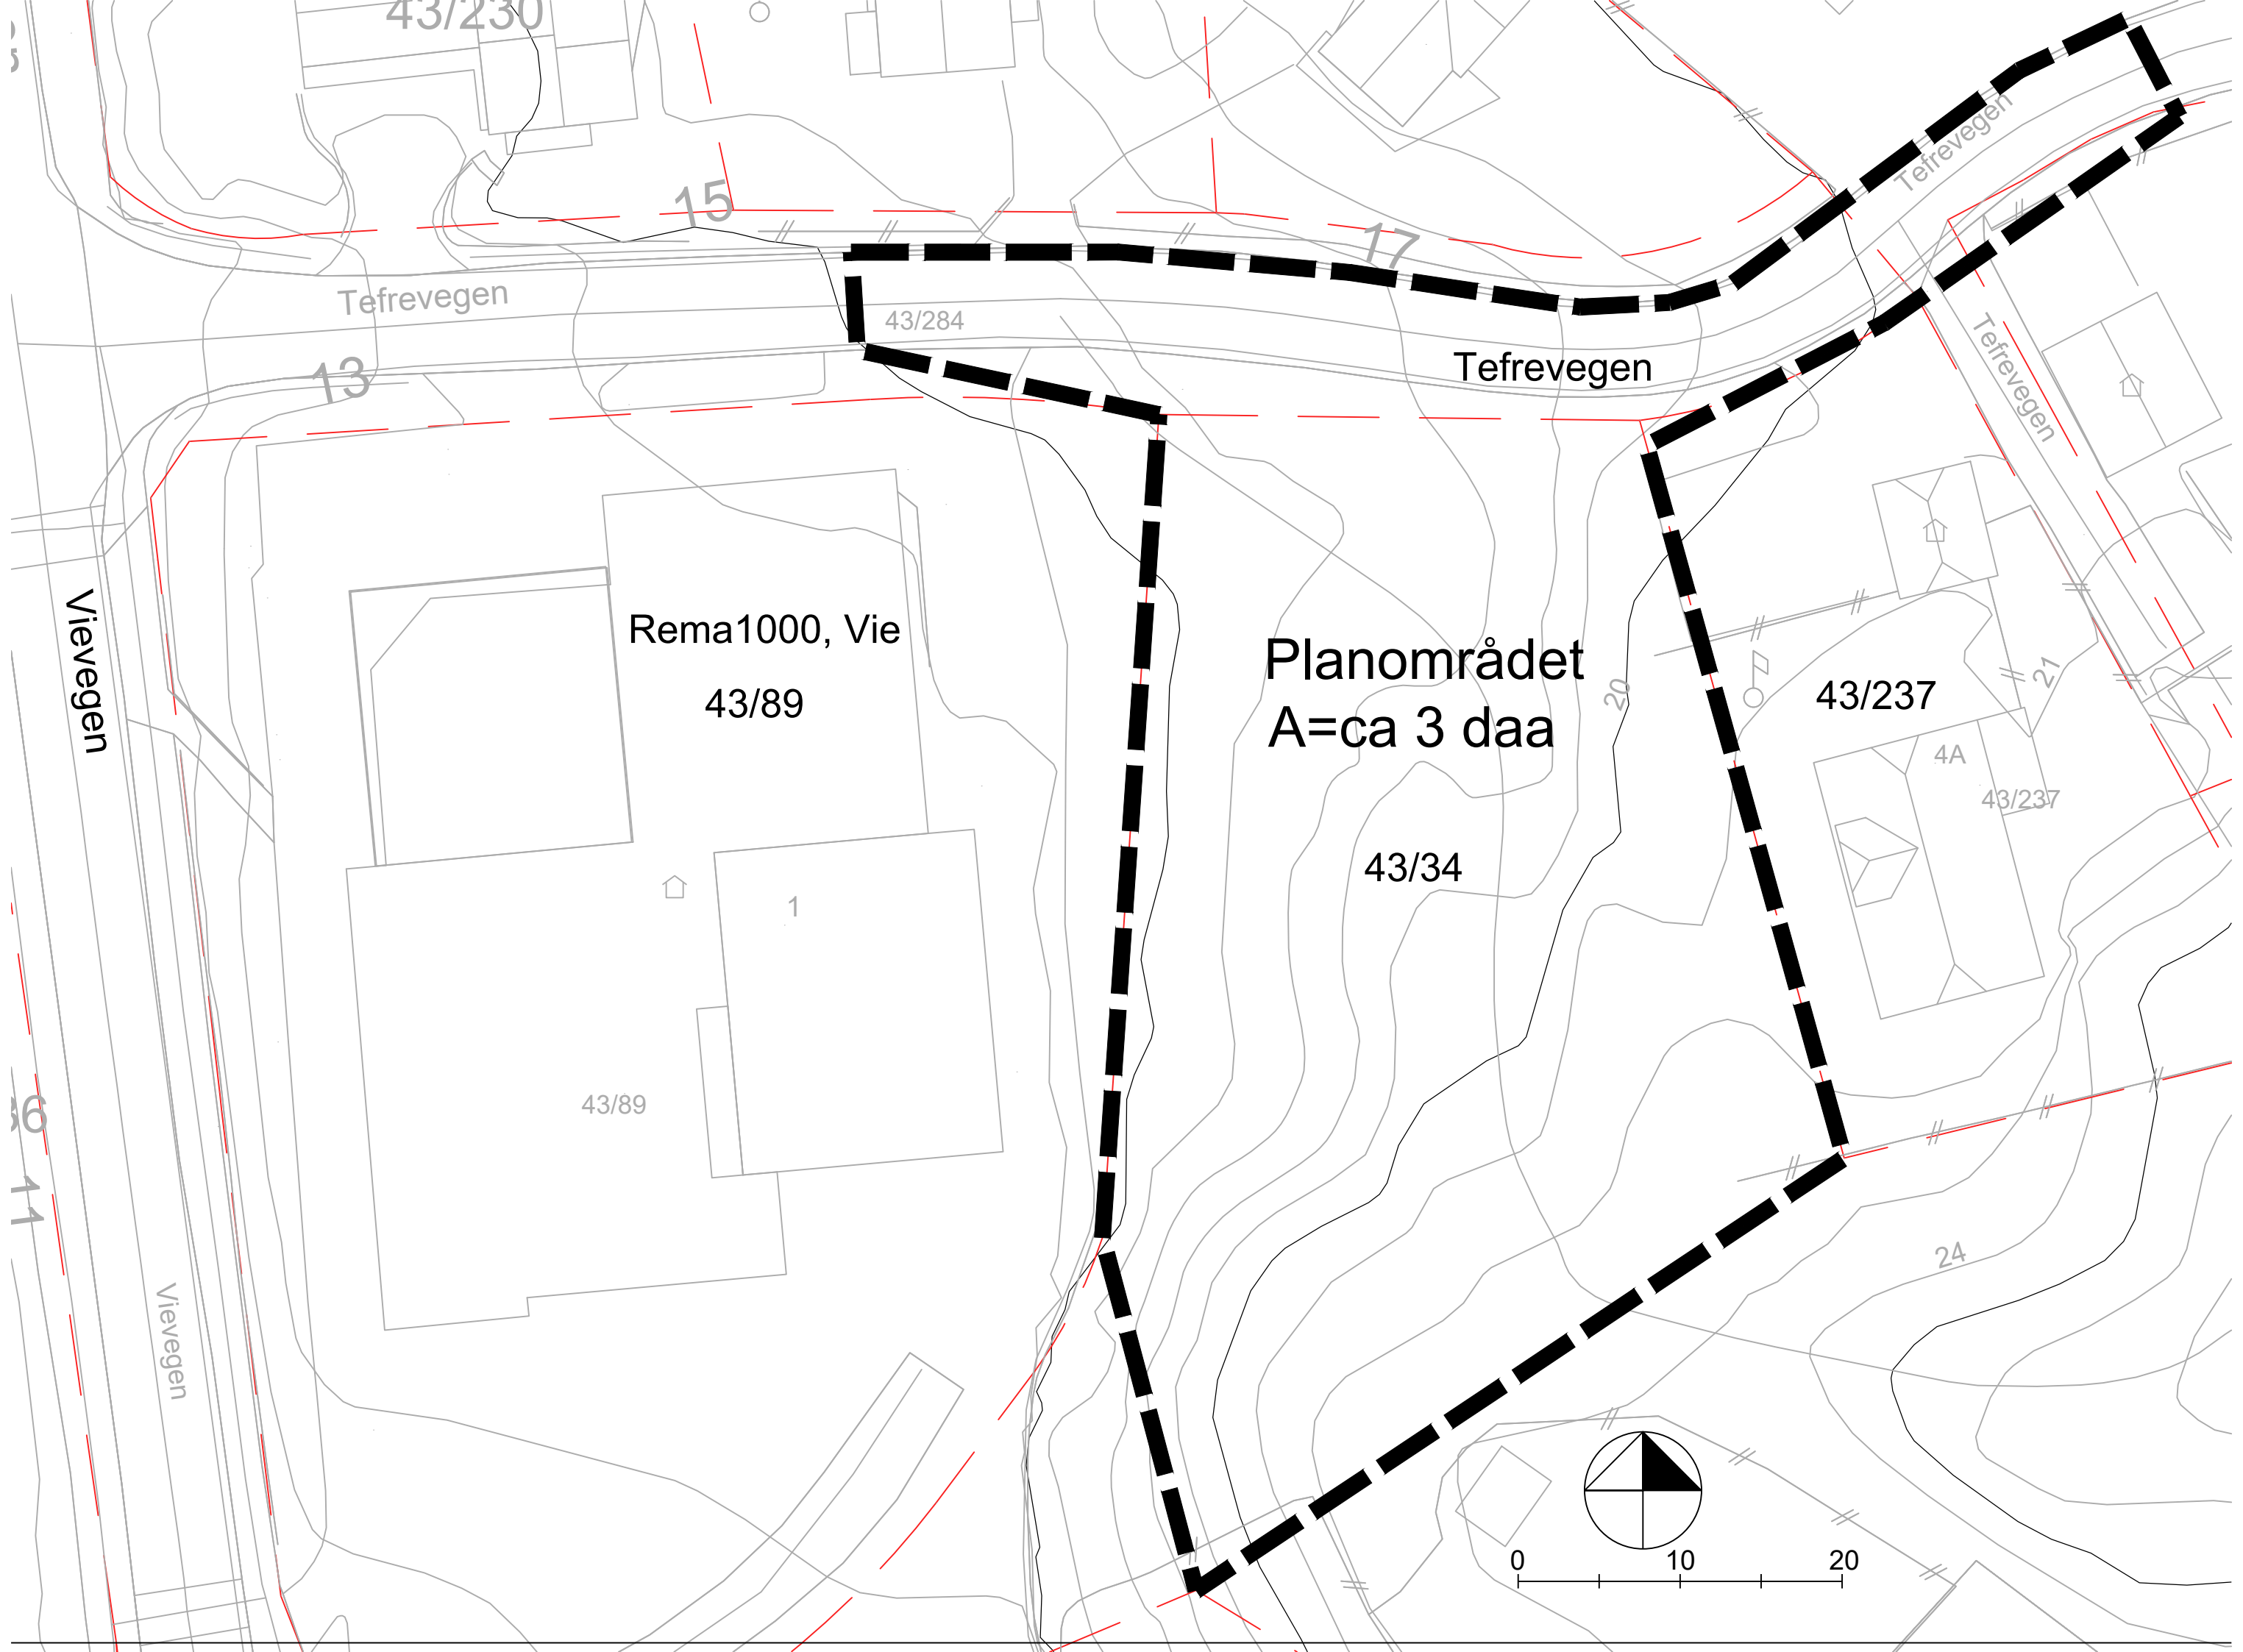 43/230
15
17
Tefrevegen
Tefrevegen
43/284
13
Tefrevegen
Tefrevegen
Vievegen
Rema1000, Vie
43/89
Planområdet
A=ca 3 daa
20
43/237
21
4A
43/237
43/34
1
43/89
24
Vievegen
0 10 20